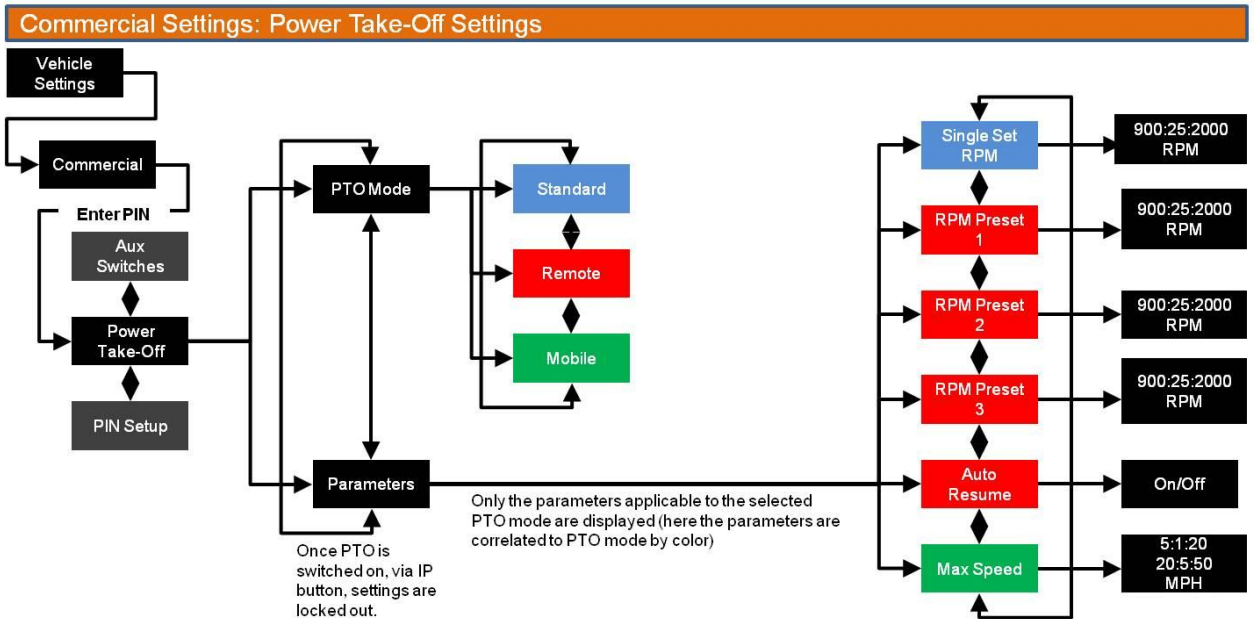 Commercial Settings: Power Take-Off Settings
Vehicle
Settings
Commercial
Enter PIN
Aux
Switches
Power
Take-Off
PIN Setup
PTO Mode
Parameters
Once PTO is
switched on, via IP
button, settings are
locked out.
Standard
Remote
Mobile
Only the parameters applicable to the selected
PTO mode are displayed (here the parameters are
correlated to PTO mode by color)
Single Set
RPM
900:25:2000
RPM
RPM Preset
1
900:25:2000
RPM
RPM Preset
2
900:25:2000
RPM
RPM Preset
3
900:25:2000
RPM
Auto
Resume
On/Off
Max Speed
5:1:20
20:5:50
MPH